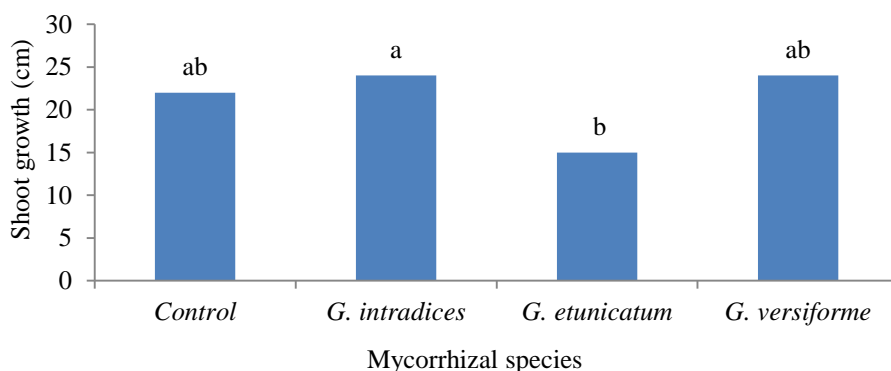 30
25
20
15
10
5
0
Shoot growth (cm)
ab
a
b
ab
Control
G. intradices
G. etunicatum
G. versiforme
Mycorrhizal species